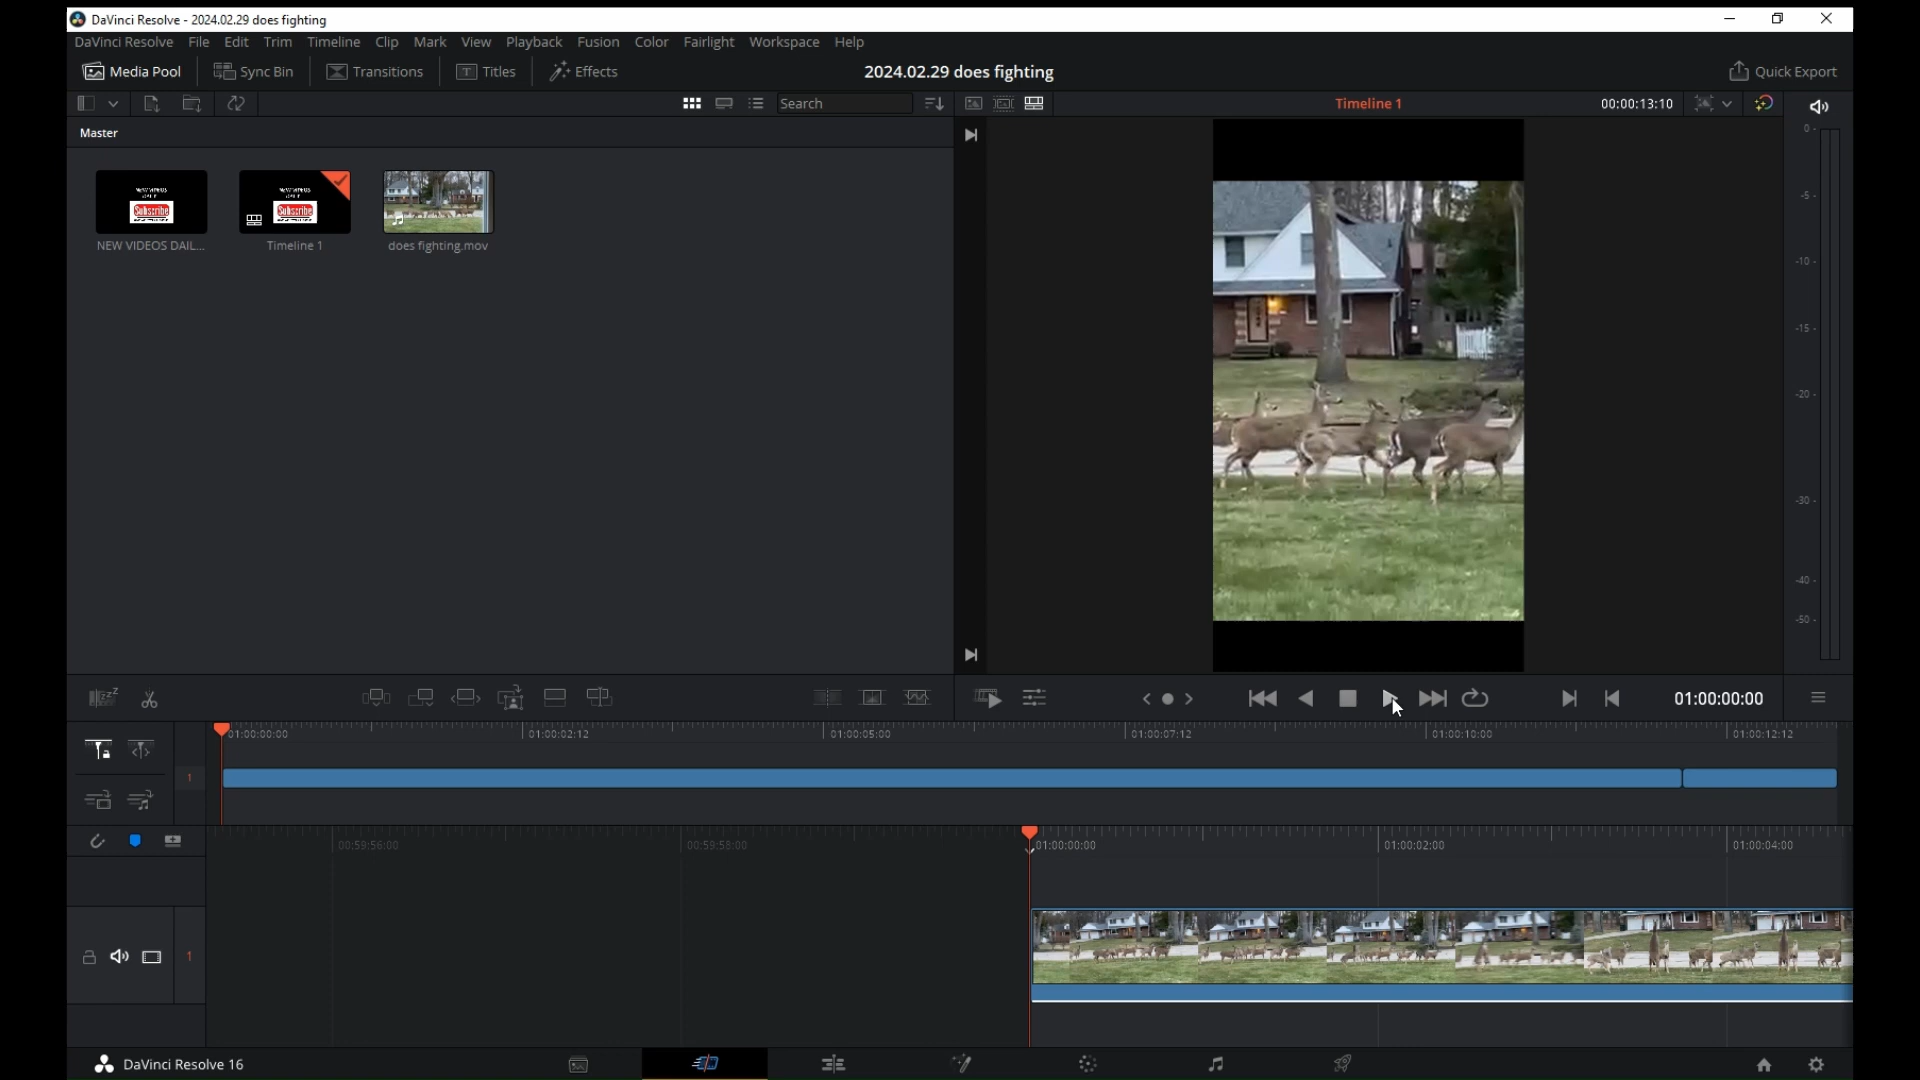 DaVinci Resolve - 2024.02.29 does fighting
DaVinci Resolve File Edit Trim Timeline Clip Mark View Playback Fusion Color Fairlight Workspace Help
Media Pool Sync Bin Transitions Titles Effects 2024.02.29 does fighting Quick Export
Search Timeline 1 00:00:13:10
Master
NEW VIDEOS DAIL... Timeline 1 does fighting.mov
Subscribe Subscribe
0 -
-5 -
-10 -
-15 -
-20 -
-30 -
-40 -
-50 -
01:00:00:00
01:00:00:00 01:00:02:12 01:00:05:00 01:00:07:12 01:00:10:00 01:00:12:12
1
00:59:56:00 00:59:58:00 01:00:00:00 01:00:02:00 01:00:04:00
1
DaVinci Resolve 16